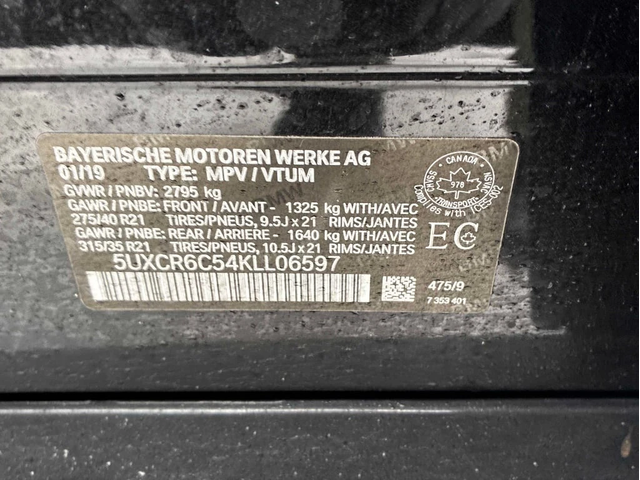 BAYERISCHE MOTOREN WERKE AG
01/19 TYPE: MPV / VTUM
GVWR / PNBV: 2795 kg
GAWR / PNBE: FRONT / AVANT - 1325 kg WITH/AVEC
275/40 R21 TIRES/PNEUS, 9.5J x 21 RIMS/JANTES
GAWR / PNBE: REAR / ARRIERE - 1640 kg WITH/AVEC
315/35 R21 TIRES/PNEUS, 10.5J x 21 RIMS/JANTES
5UXCR6C54KLL06597
CANADA
978
TRANSPORT
EC
475/9
7 353 401